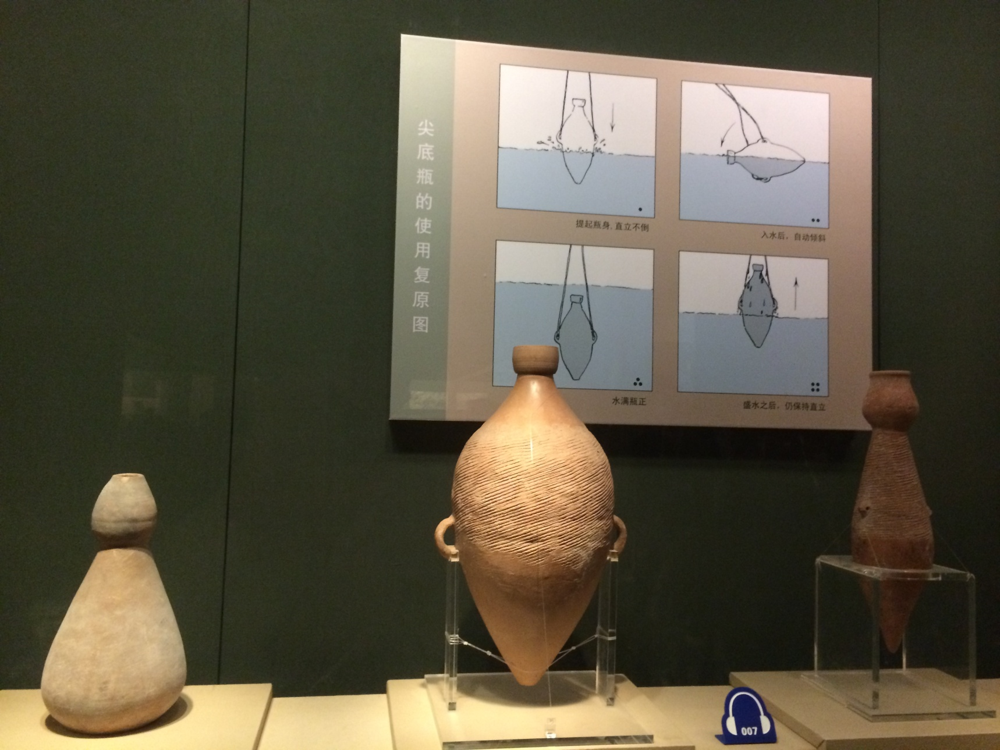 尖底瓶的使用复原图
提起瓶身,直立不倒
入水后，自动倾斜
水满瓶正
盛水之后，仍保持直立
007